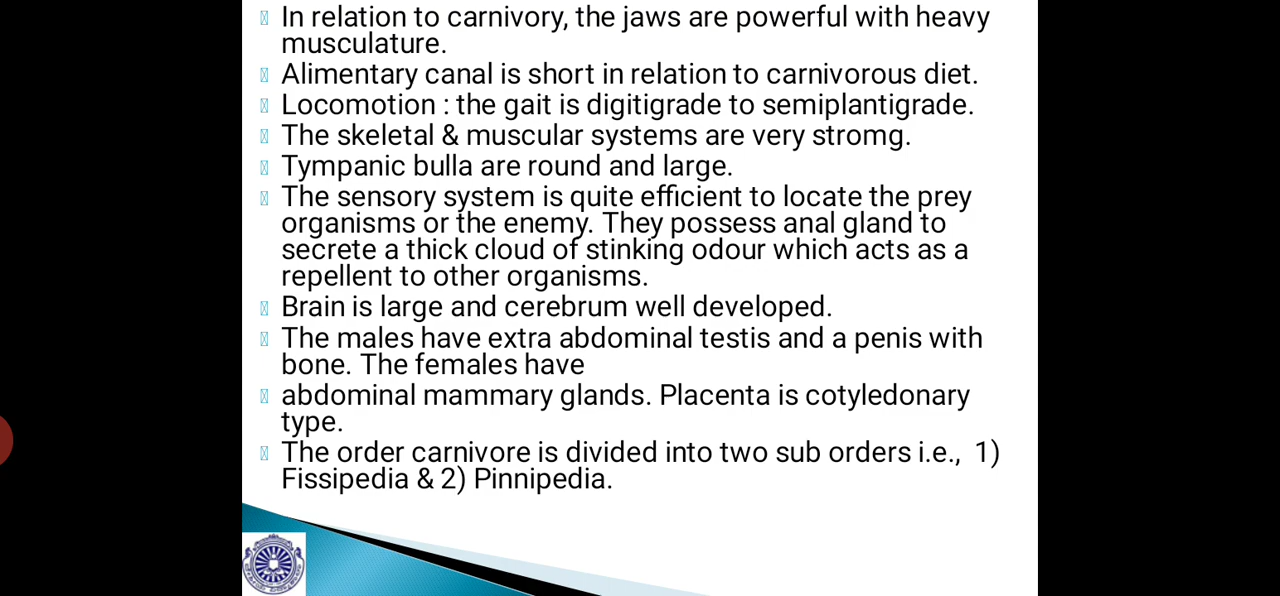 In relation to carnivory, the jaws are powerful with heavy
musculature.
Alimentary canal is short in relation to carnivorous diet.
Locomotion : the gait is digitigrade to semiplantigrade.
The skeletal & muscular systems are very stromg.
Tympanic bulla are round and large.
The sensory system is quite efficient to locate the prey
organisms or the enemy. They possess anal gland to
secrete a thick cloud of stinking odour which acts as a
repellent to other organisms.
Brain is large and cerebrum well developed.
The males have extra abdominal testis and a penis with
bone. The females have
abdominal mammary glands. Placenta is cotyledonary
type.
The order carnivore is divided into two sub orders i.e., 1)
Fissipedia & 2) Pinnipedia.